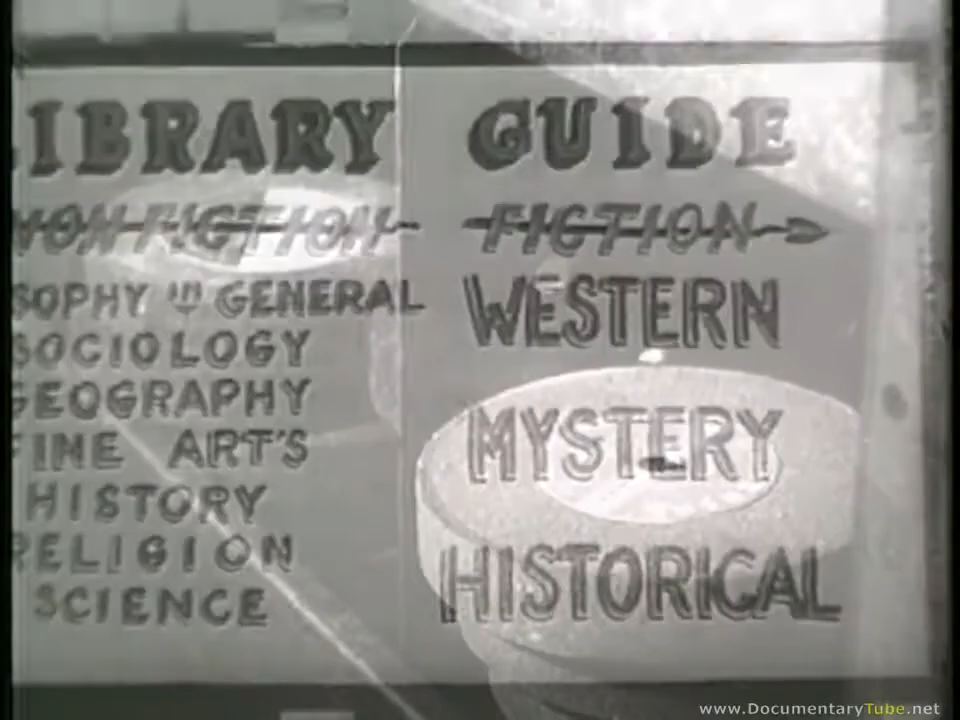 IBRARY GUIDE
NON FICTION
SOPHY IN GENERAL
SOCIOLOGY
GEOGRAPHY
FINE ART'S
HISTORY
RELIGION
SCIENCE
FICTION
WESTERN
MYSTERY
HISTORICAL
www.DocumentaryTube.net